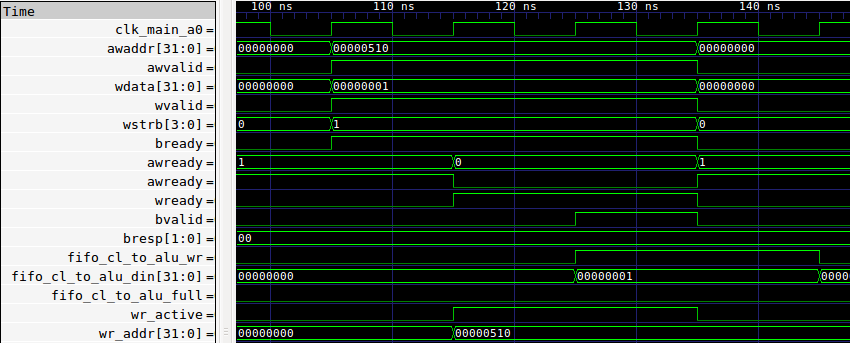 Time 100 ns 110 ns 120 ns 130 ns 140 ns
clk_main_a0=
awaddr[31:0]= 00000000 00000510 00000000
awvalid=
wdata[31:0]= 00000000 00000001 00000000
wvalid=
wstrb[3:0]= 0 1 0
bready=
awready= 1 0 1
awready=
wready=
bvalid=
bresp[1:0]= 00
fifo_cl_to_alu_wr=
fifo_cl_to_alu_din[31:0]= 00000000 00000001 0000
fifo_cl_to_alu_full=
wr_active=
wr_addr[31:0]= 00000000 00000510